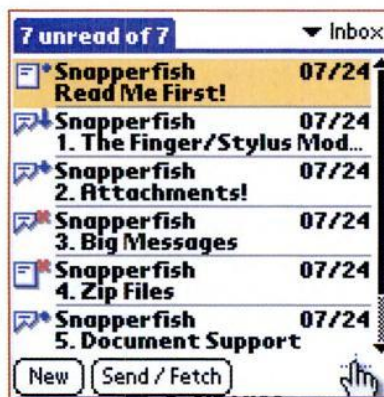 7 unread of 7 Inbox
Snapperfish 07/24
Read Me First!
Snapperfish 07/24
1. The Finger/Stylus Mod...
Snapperfish 07/24
2. Attachments!
Snapperfish 07/24
3. Big Messages
Snapperfish 07/24
4. Zip Files
Snapperfish 07/24
5. Document Support
New Send / Fetch